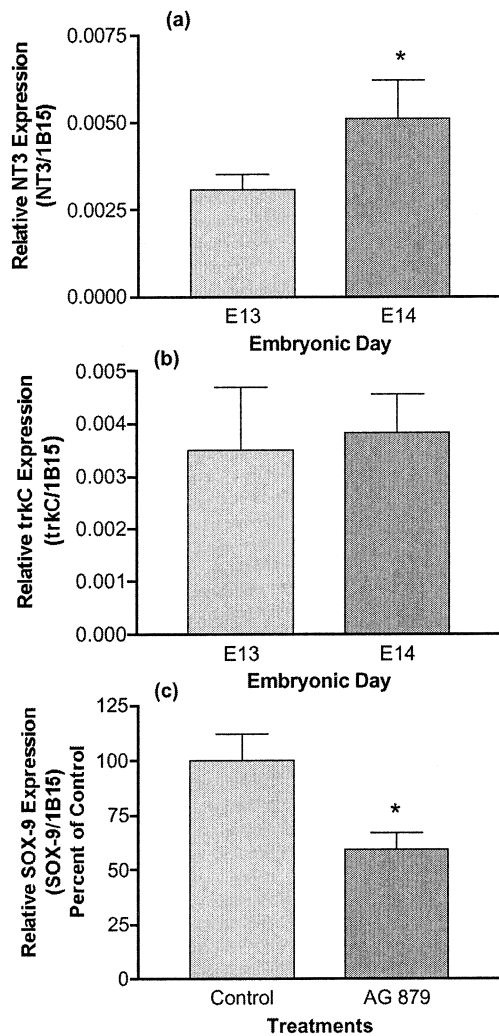 (a)
Relative NT3 Expression
(NT3/1B15)
0.0075
0.0050
0.0025
0.0000
*
E13 E14
Embryonic Day
(b)
Relative trkC Expression
(trkC/1B15)
0.005
0.004
0.003
0.002
0.001
0.000
E13 E14
Embryonic Day
(c)
Relative SOX-9 Expression
(SOX-9/1B15)
Percent of Control
125
100
75
50
25
0
*
Control AG 879
Treatments